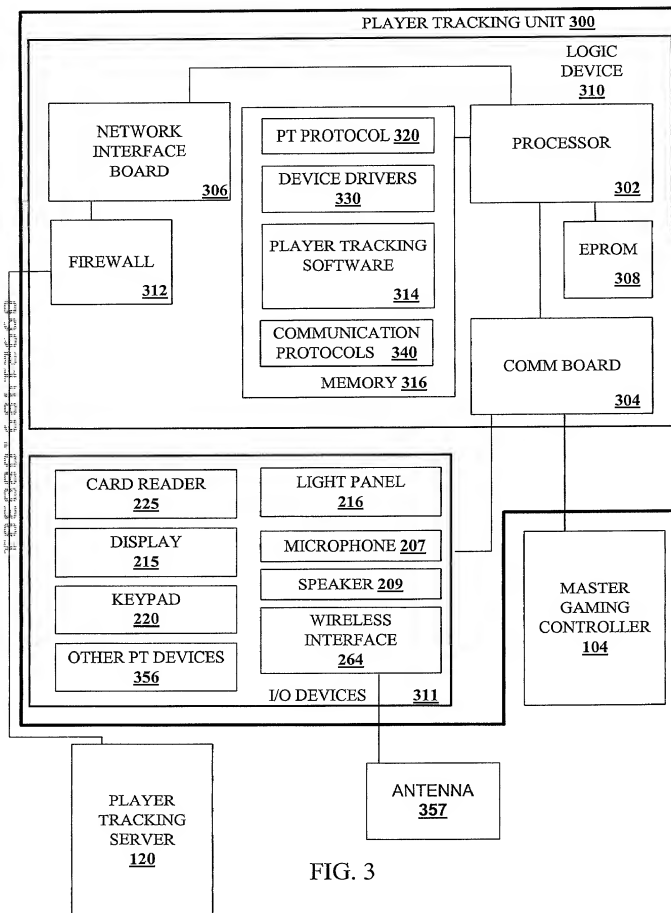 PLAYER TRACKING UNIT 300
LOGIC
DEVICE
310
NETWORK
INTERFACE
BOARD
306
FIREWALL
312
PT PROTOCOL 320
DEVICE DRIVERS
330
PLAYER TRACKING
SOFTWARE
314
COMMUNICATION
PROTOCOLS 340
MEMORY 316
PROCESSOR
302
EPROM
308
COMM BOARD
304
CARD READER
225
DISPLAY
215
KEYPAD
220
OTHER PT DEVICES
356
LIGHT PANEL
216
MICROPHONE 207
SPEAKER 209
WIRELESS
INTERFACE
264
I/O DEVICES 311
MASTER
GAMING
CONTROLLER
104
PLAYER
TRACKING
SERVER
120
ANTENNA
357
FIG. 3